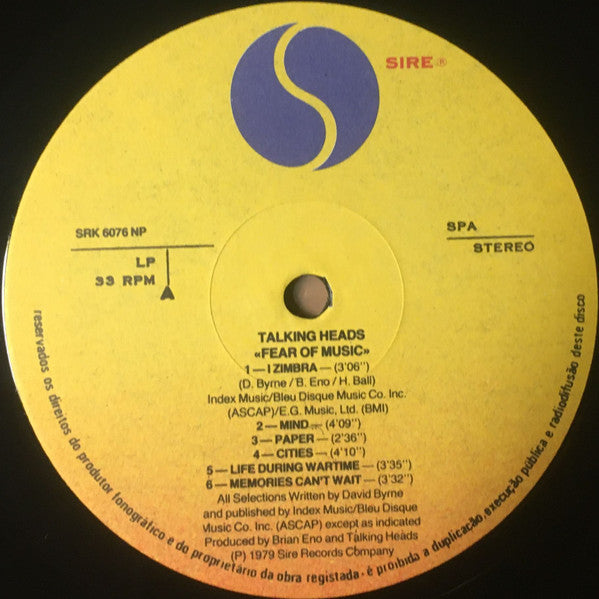 SIRE®
SRK 6076 NP
LP
33 RPM
A
SPA
STEREO
TALKING HEADS
«FEAR OF MUSIC»
1 — I ZIMBRA — (3'06")
(D. Byrne / B. Eno / H. Ball)
Index Music/Bleu Disque Music Co. Inc.
(ASCAP)/E.G. Music, Ltd. (BMI)
2 — MIND — (4'09")
3 — PAPER — (2'36")
4 — CITIES — (4'10")
5 — LIFE DURING WARTIME — (3'35")
6 — MEMORIES CAN'T WAIT — (3'32")
All Selections Written by David Byrne
and published by Index Music/Bleu Disque
Music Co. Inc. (ASCAP) except as indicated
Produced by Brian Eno and Talking Heads
(P) 1979 Sire Records Company
reservados os direitos do produtor fonográfico e do proprietário da obra registada - é proibida a duplicação, execução pública e radiodifusão deste disco